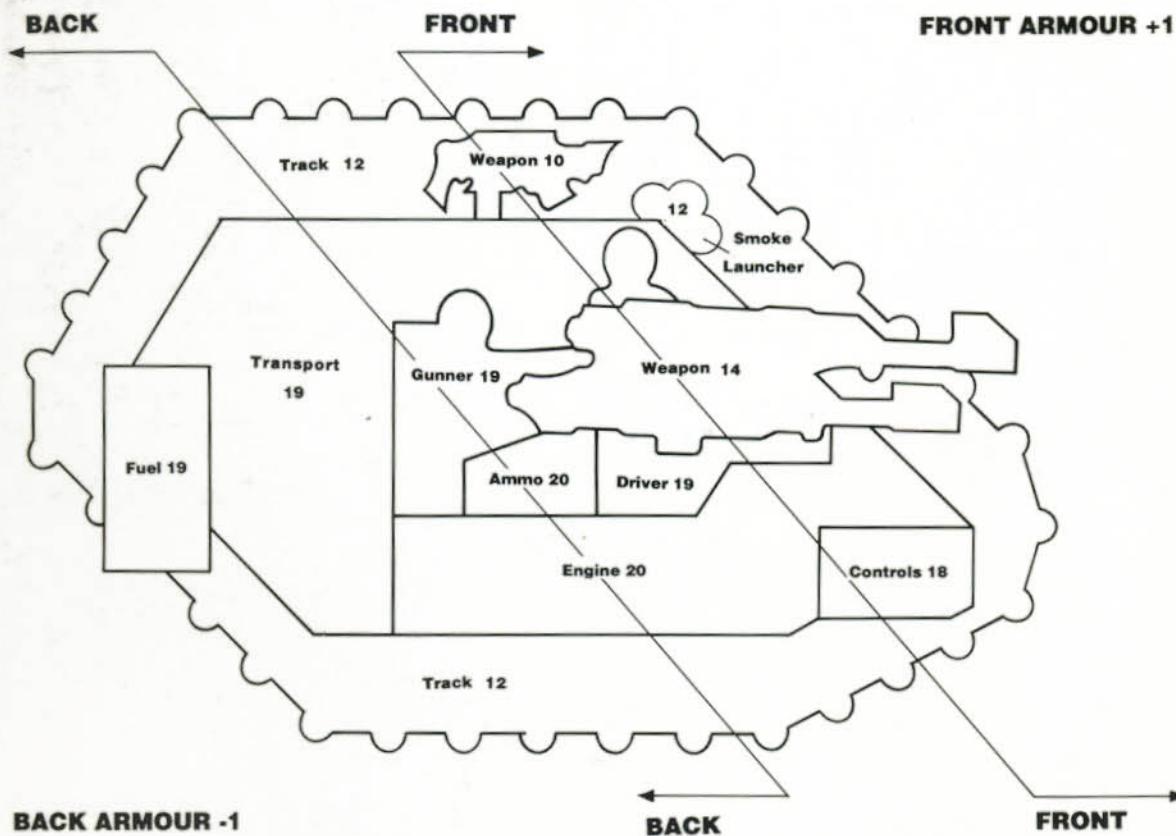 BACK
FRONT
FRONT ARMOUR +1
Track 12
Weapon 10
12
Smoke
Launcher
Transport
19
Gunner 19
Weapon 14
Fuel 19
Ammo 20
Driver 19
Engine 20
Controls 18
Track 12
BACK ARMOUR -1
BACK
FRONT